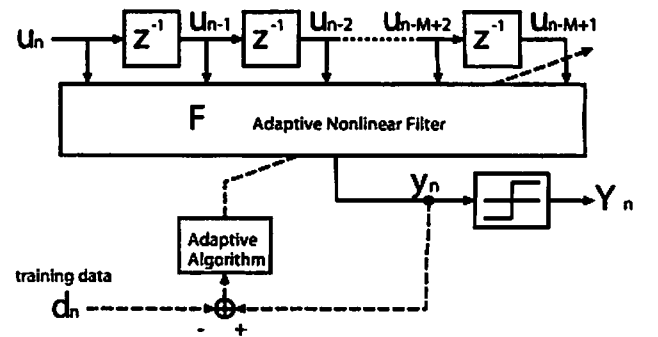 uₙ z⁻¹ uₙ₋₁ z⁻¹ uₙ₋₂ uₙ₋M₊₂ z⁻¹ uₙ₋M₊₁
F Adaptive Nonlinear Filter
yₙ
Yₙ
Adaptive
Algorithm
training data
dₙ
- +